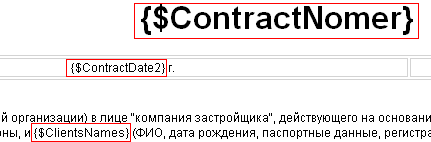 {$ContractNomer}
{$ContractDate2} г.
й организации) в лице "компания застройщика", действующего на основани
ны, и {$ClientsNames} (ФИО, дата рождения, паспортные данные, регистра